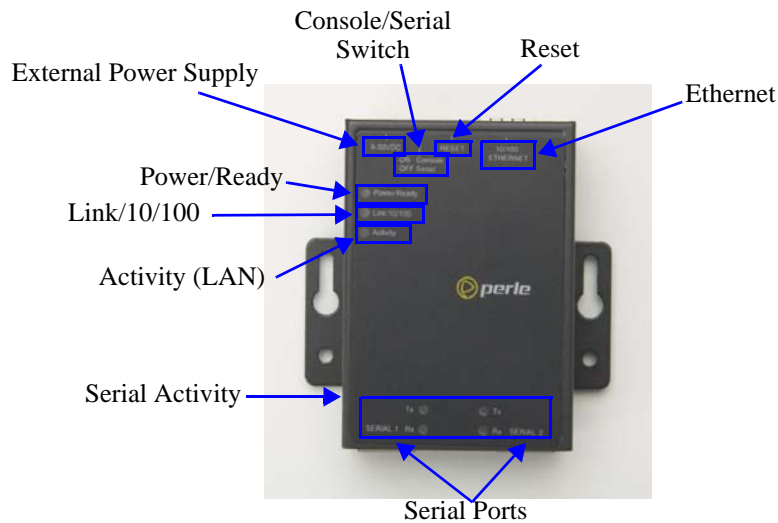 Console/Serial
Switch
Reset
External Power Supply
Ethernet
9-30VDC
RESET
10/100
ETHERNET
ON Console
OFF Serial
Power/Ready
Power/Ready
Link/10/100
Link/10/100
Activity
Activity (LAN)
perle
Serial Activity
Tx
Tx
SERIAL 1 Rx
Rx SERIAL 2
Serial Ports